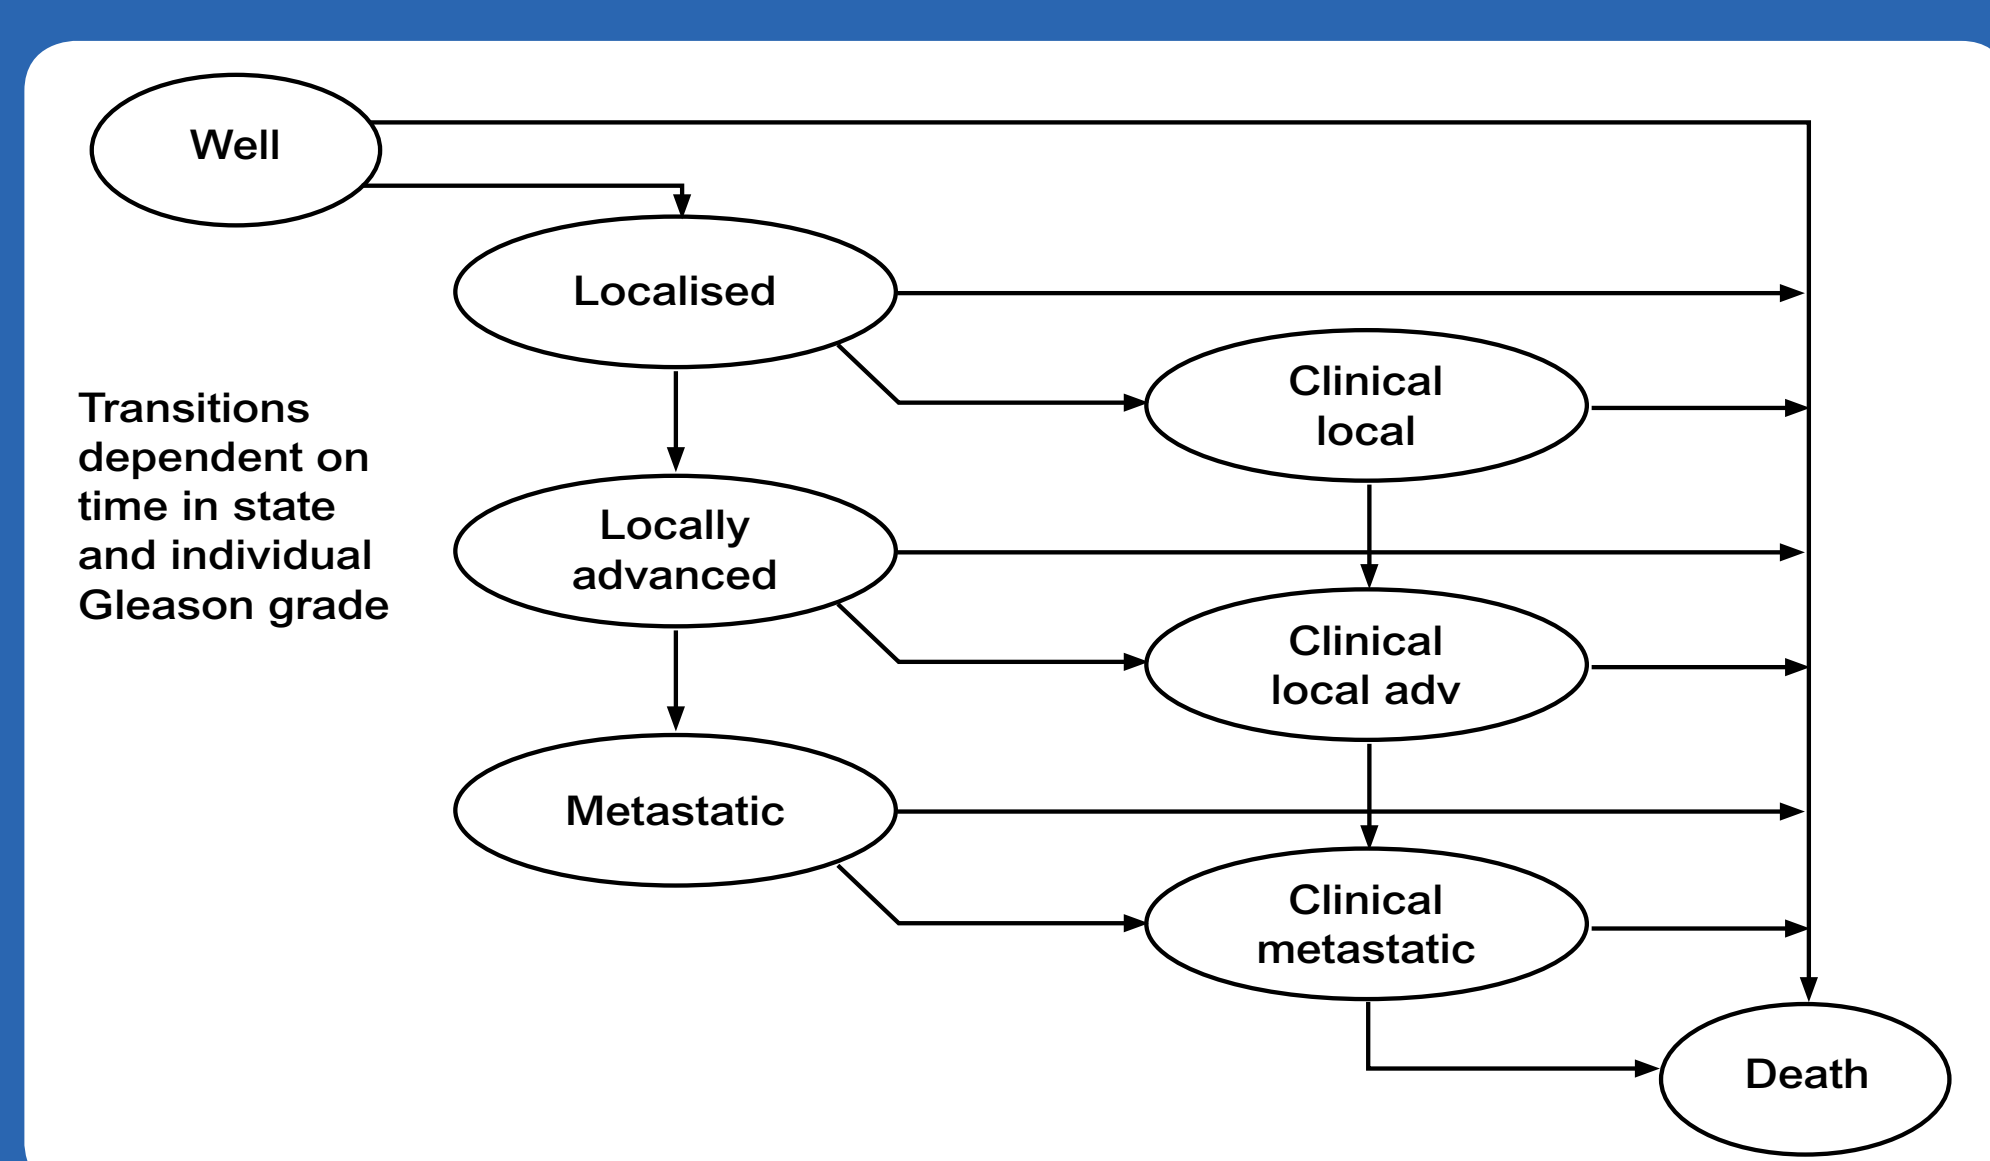 Well
Localised
Clinical
local
Transitions
dependent on
time in state
and individual
Gleason grade
Locally
advanced
Clinical
local adv
Metastatic
Clinical
metastatic
Death